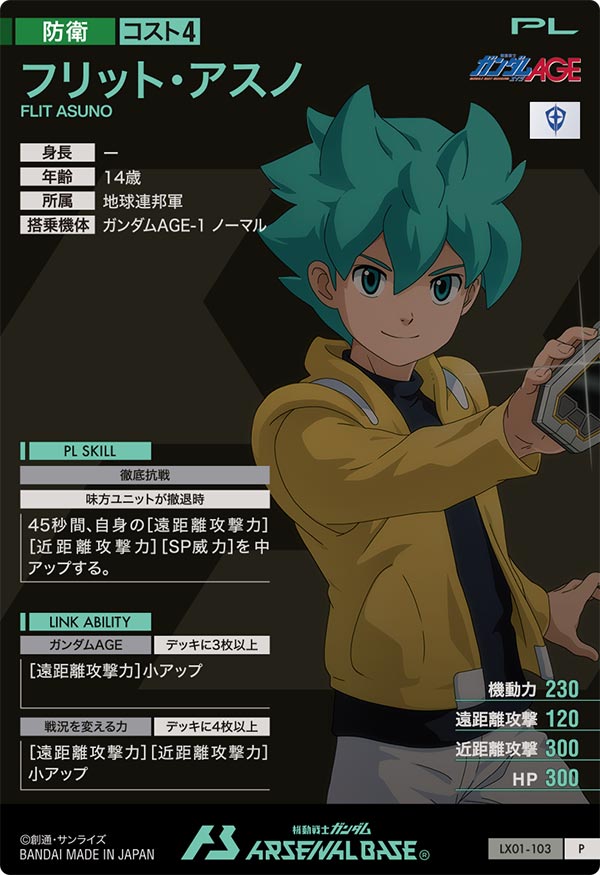 防衛 コスト4
PL
フリット・アスノ
FLIT ASUNO
機動戦士
ガンダムAGE
MOBILE SUIT GUNDAM
身長 ー
年齢 14歳
所属 地球連邦軍
搭乗機体 ガンダムAGE-1 ノーマル
PL SKILL
徹底抗戦
味方ユニットが撤退時
45秒間、自身の[遠距離攻撃力]
[近距離攻撃力][SP威力]を中
アップする。
LINK ABILITY
ガンダムAGE デッキに3枚以上
[遠距離攻撃力]小アップ
戦況を変える力 デッキに4枚以上
[遠距離攻撃力][近距離攻撃力]
小アップ
機動力 230
遠距離攻撃 120
近距離攻撃 300
HP 300
©創通・サンライズ
BANDAI MADE IN JAPAN
機動戦士ガンダム
ARSENAL BASE®
LX01-103 P